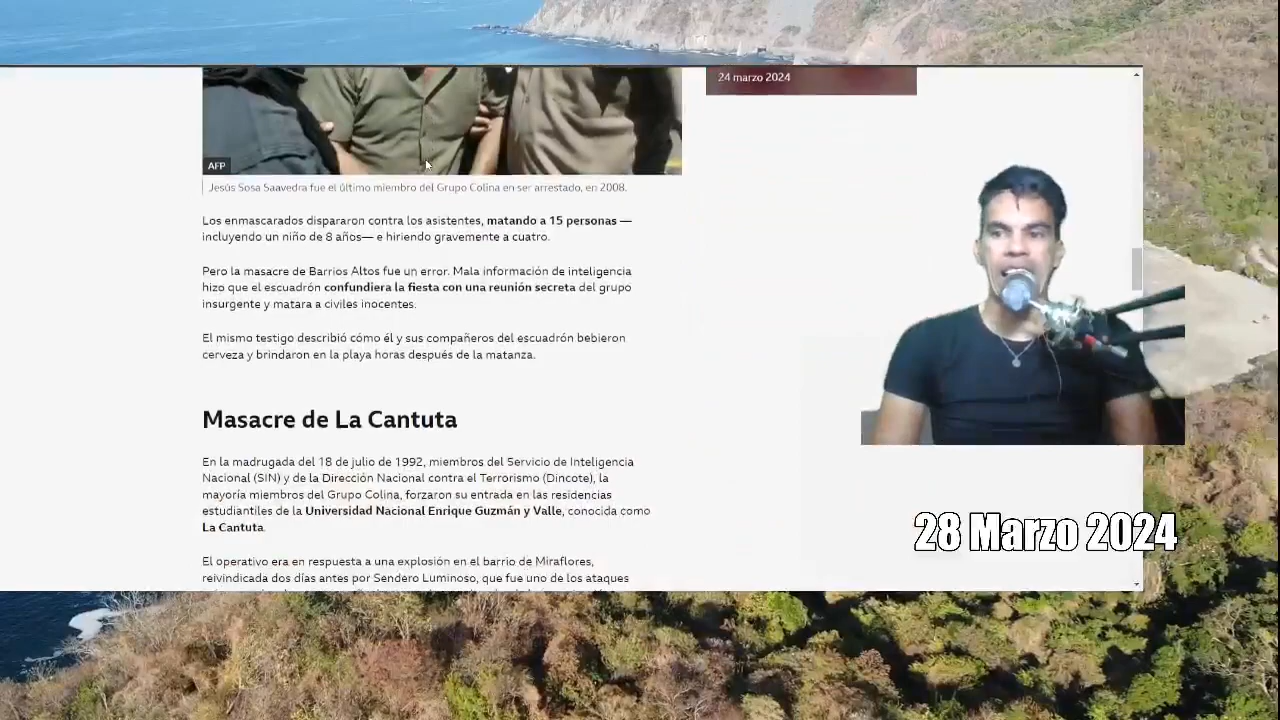 24 marzo 2024
AFP
Jesús Sosa Saavedra fue el último miembro del Grupo Colina en ser arrestado, en 2008.
Los enmascarados dispararon contra los asistentes, matando a 15 personas —
incluyendo un niño de 8 años— e hiriendo gravemente a cuatro.
Pero la masacre de Barrios Altos fue un error. Mala información de inteligencia
hizo que el escuadrón confundiera la fiesta con una reunión secreta del grupo
insurgente y matara a civiles inocentes.
El mismo testigo describió cómo él y sus compañeros del escuadrón bebieron
cerveza y brindaron en la playa horas después de la matanza.
Masacre de La Cantuta
En la madrugada del 18 de julio de 1992, miembros del Servicio de Inteligencia
Nacional (SIN) y de la Dirección Nacional contra el Terrorismo (Dincote), la
mayoría miembros del Grupo Colina, forzaron su entrada en las residencias
estudiantiles de la Universidad Nacional Enrique Guzmán y Valle, conocida como
La Cantuta.
El operativo era en respuesta a una explosión en el barrio de Miraflores,
reivindicada dos días antes por Sendero Luminoso, que fue uno de los ataques
28 Marzo 2024